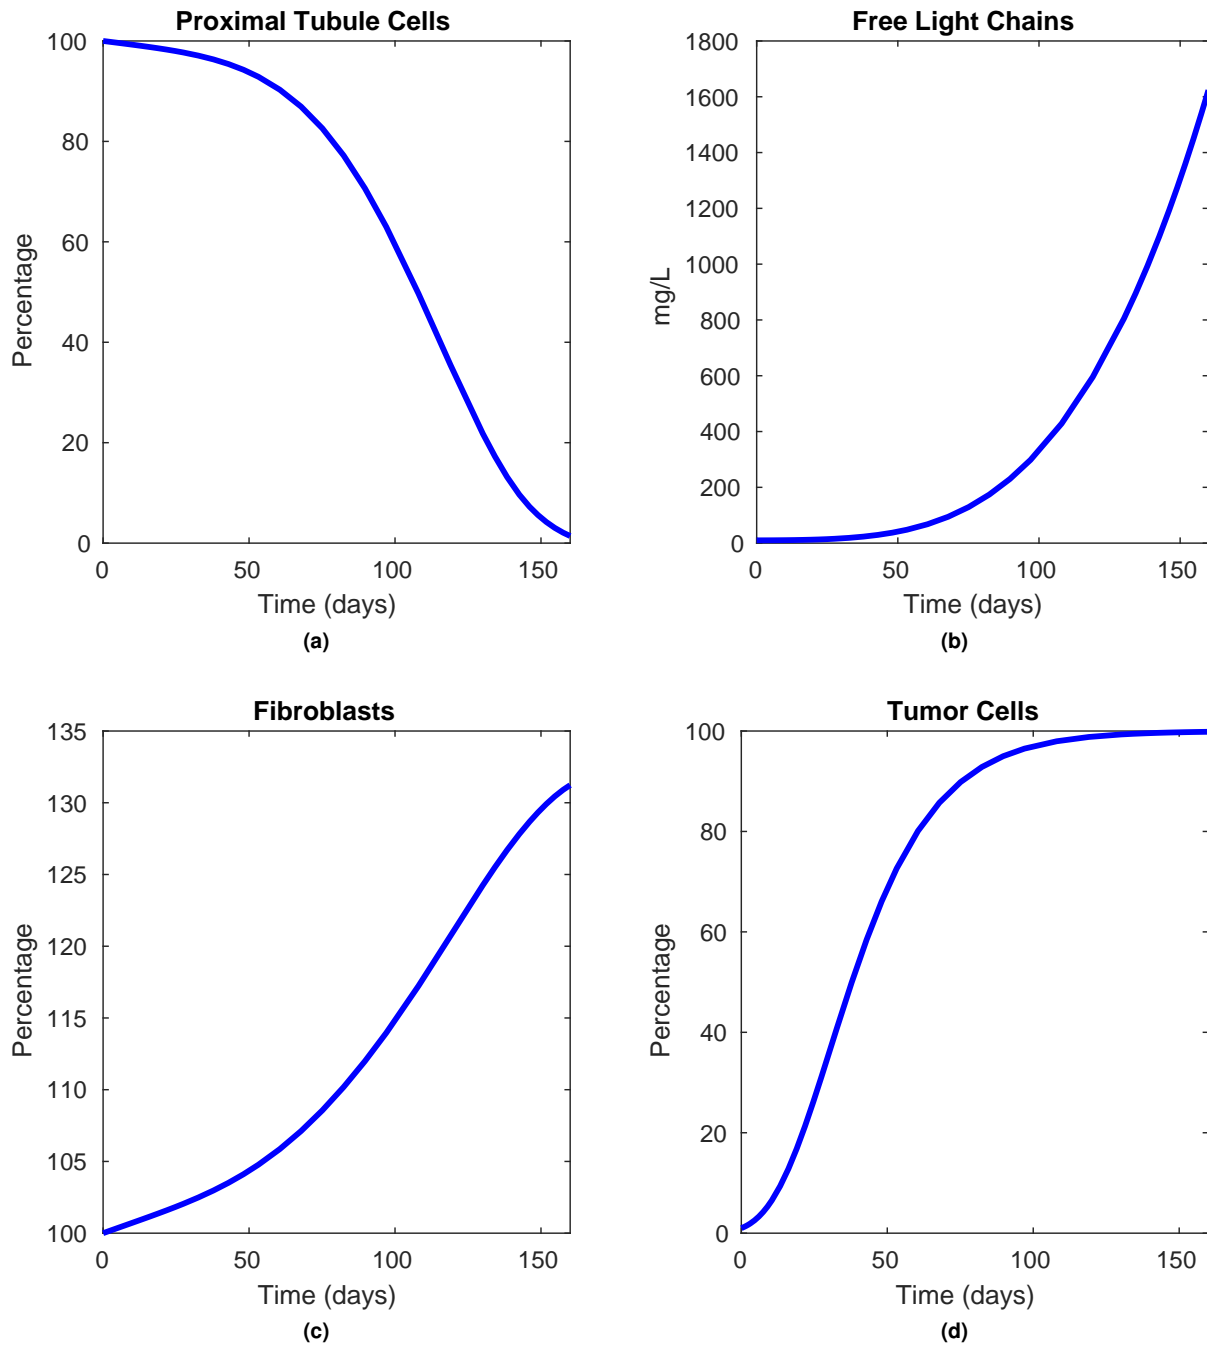 Proximal Tubule Cells
100
80
60
40
20
0
Percentage
0 50 100 150
Time (days)
(a)
Free Light Chains
1800
1600
1400
1200
1000
800
600
400
200
0
mg/L
0 50 100 150
Time (days)
(b)
Fibroblasts
135
130
125
120
115
110
105
100
Percentage
0 50 100 150
Time (days)
(c)
Tumor Cells
100
80
60
40
20
0
Percentage
0 50 100 150
Time (days)
(d)